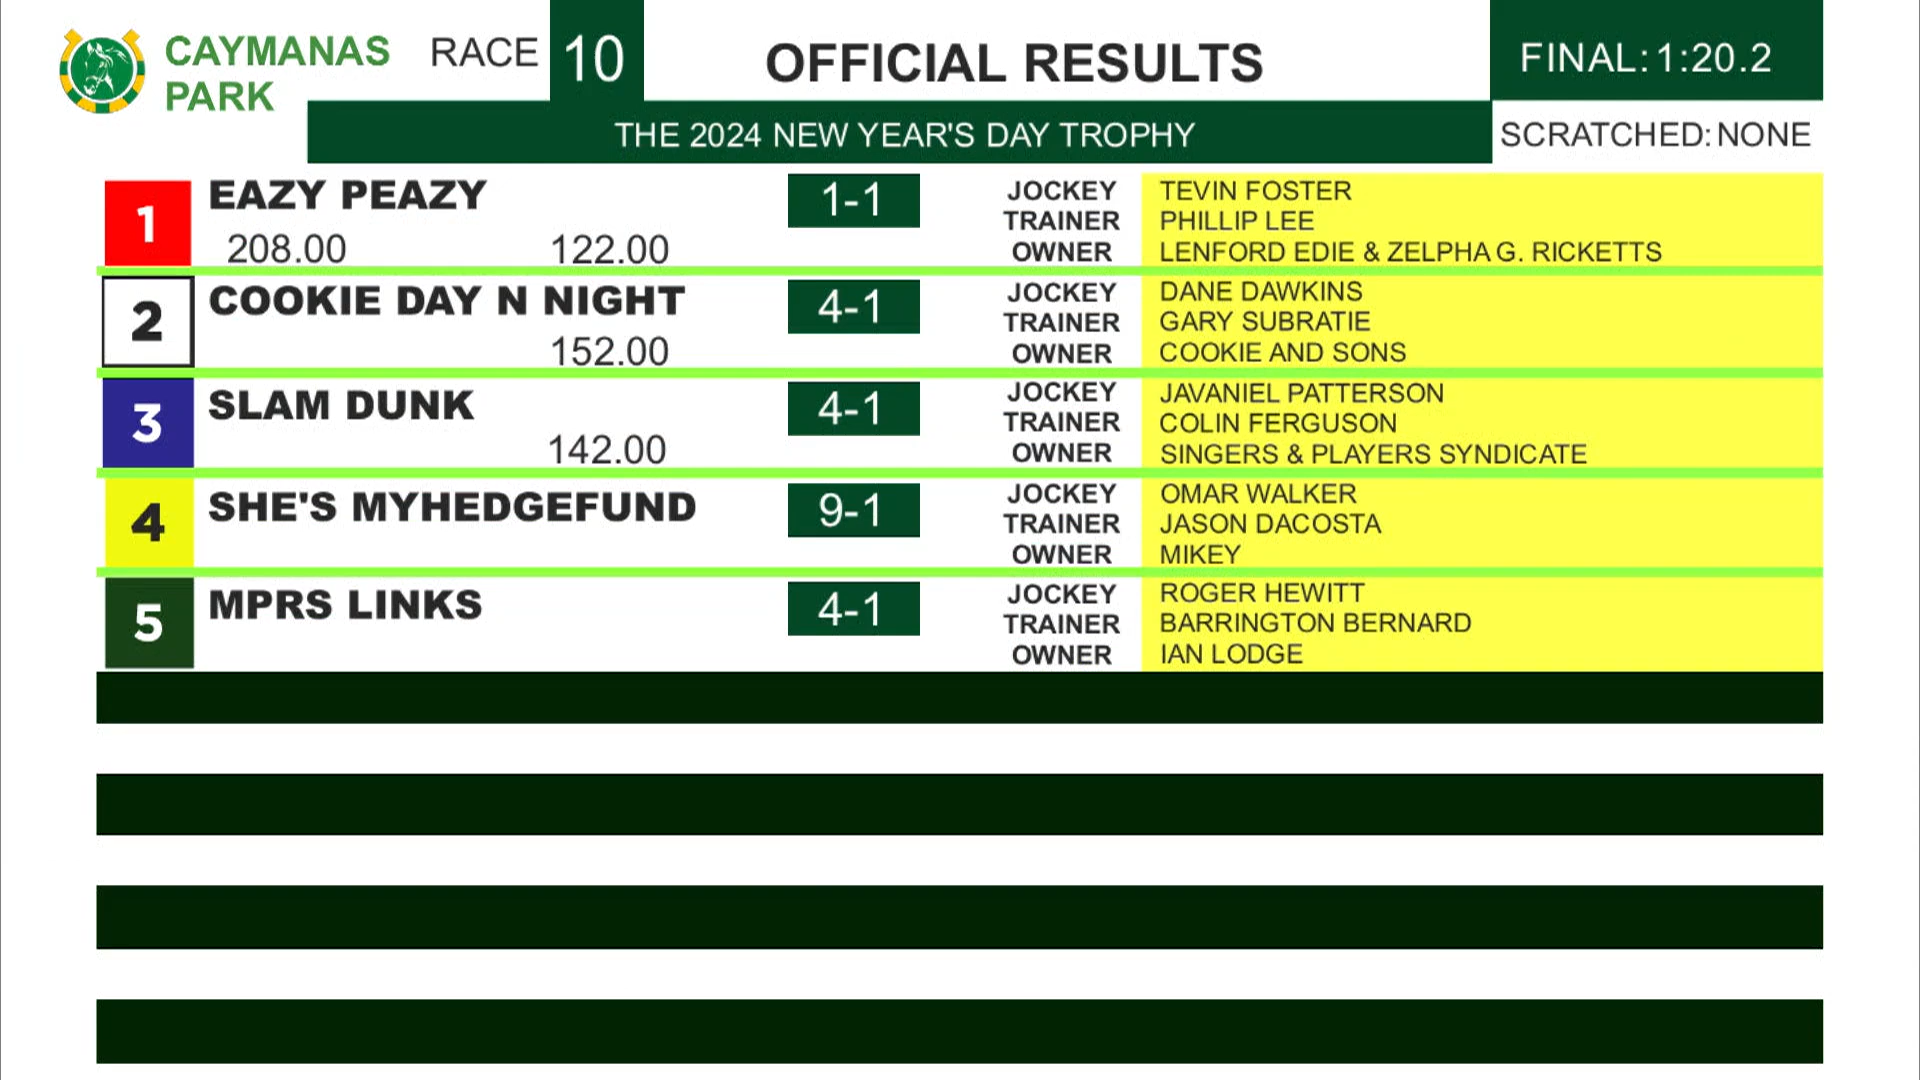 CAYMANAS
PARK
RACE 10
OFFICIAL RESULTS
FINAL: 1:20.2
THE 2024 NEW YEAR'S DAY TROPHY
SCRATCHED: NONE
1 EAZY PEAZY 1-1
208.00 122.00
JOCKEY TEVIN FOSTER
TRAINER PHILLIP LEE
OWNER LENFORD EDIE & ZELPHA G. RICKETTS
2 COOKIE DAY N NIGHT 4-1
152.00
JOCKEY DANE DAWKINS
TRAINER GARY SUBRATIE
OWNER COOKIE AND SONS
3 SLAM DUNK 4-1
142.00
JOCKEY JAVANIEL PATTERSON
TRAINER COLIN FERGUSON
OWNER SINGERS & PLAYERS SYNDICATE
4 SHE'S MYHEDGEFUND 9-1
JOCKEY OMAR WALKER
TRAINER JASON DACOSTA
OWNER MIKEY
5 MPRS LINKS 4-1
JOCKEY ROGER HEWITT
TRAINER BARRINGTON BERNARD
OWNER IAN LODGE